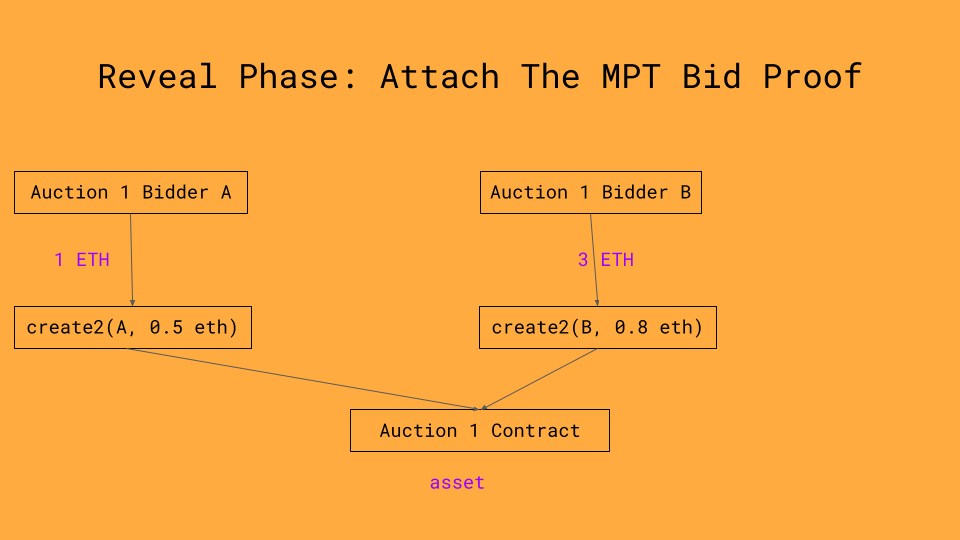 Reveal Phase: Attach The MPT Bid Proof
Auction 1 Bidder A
Auction 1 Bidder B
1 ETH
3 ETH
create2(A, 0.5 eth)
create2(B, 0.8 eth)
Auction 1 Contract
asset